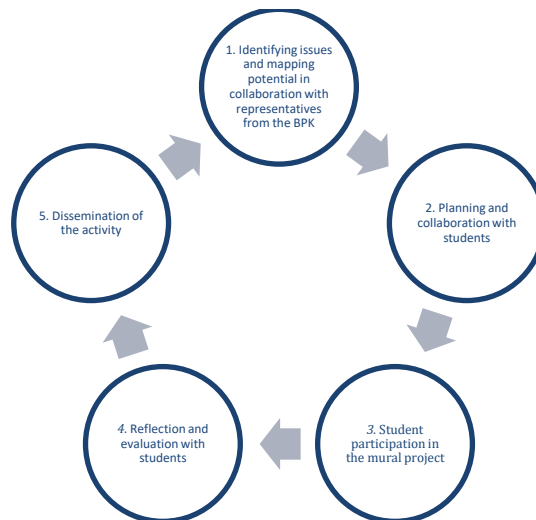 1. Identifying issues
and mapping
potential in
collaboration with
representatives
from the BPK
2. Planning and
collaboration with
students
3. Student
participation in
the mural project
4. Reflection and
evaluation with
students
5. Dissemination of
the activity